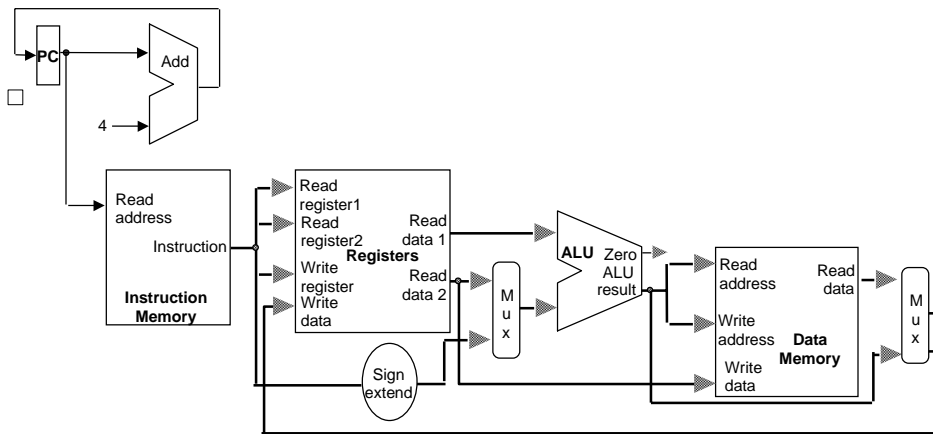 PC
Add
4
Read
address
Instruction
Instruction
Memory
Read
register1
Read
register2
Write
register
Write
data
Registers
Read
data 1
Read
data 2
Sign
extend
M
u
x
ALU
Zero
ALU
result
Read
address
Write
address
Write
data
Read
data
Data
Memory
M
u
x